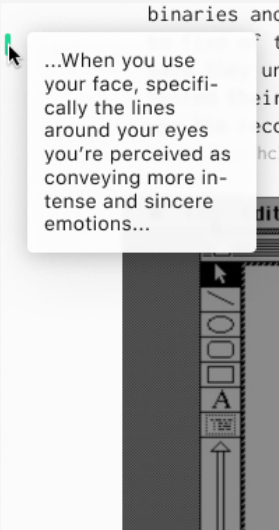 binaries and
...When you use
your face, specifi-
cally the lines
around your eyes
you're perceived as
conveying more in-
tense and sincere
emotions...
A